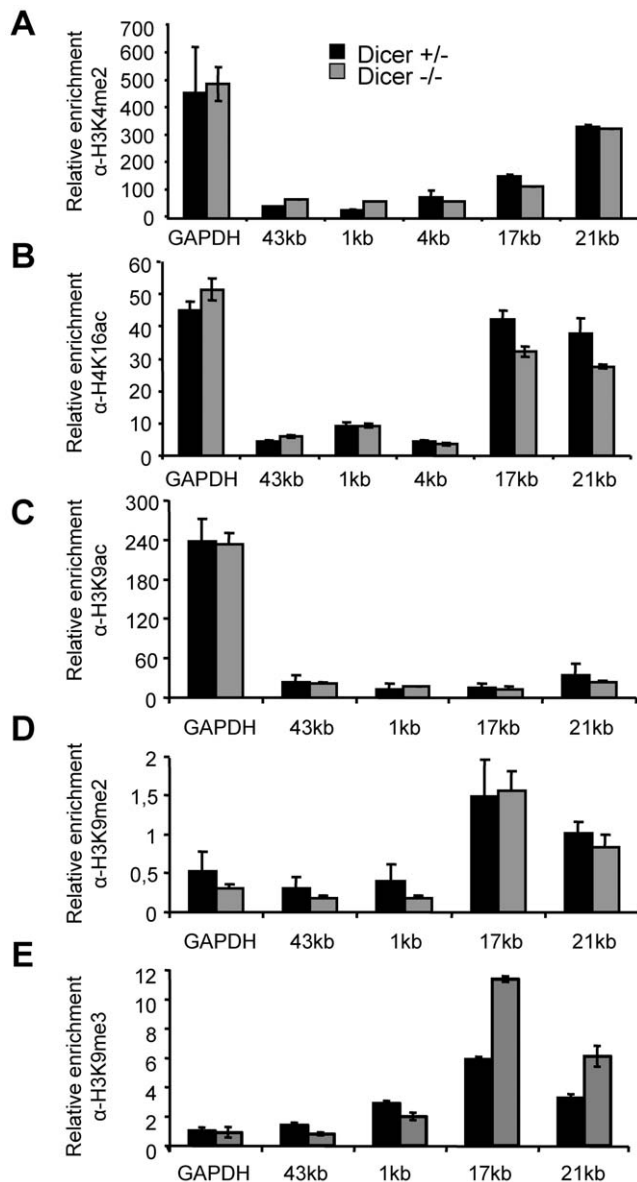 A
Relative enrichment
α-H3K4me2
700
600
500
400
300
200
100
0
Dicer +/-
Dicer -/-
GAPDH 43kb 1kb 4kb 17kb 21kb
B
Relative enrichment
α-H4K16ac
60
50
40
30
20
10
0
GAPDH 43kb 1kb 4kb 17kb 21kb
C
Relative enrichment
α-H3K9ac
300
240
180
120
60
0
GAPDH 43kb 1kb 17kb 21kb
D
Relative enrichment
α-H3K9me2
2
1,5
1
0,5
0
GAPDH 43kb 1kb 17kb 21kb
E
Relative enrichment
α-H3K9me3
12
10
8
6
4
2
0
GAPDH 43kb 1kb 17kb 21kb